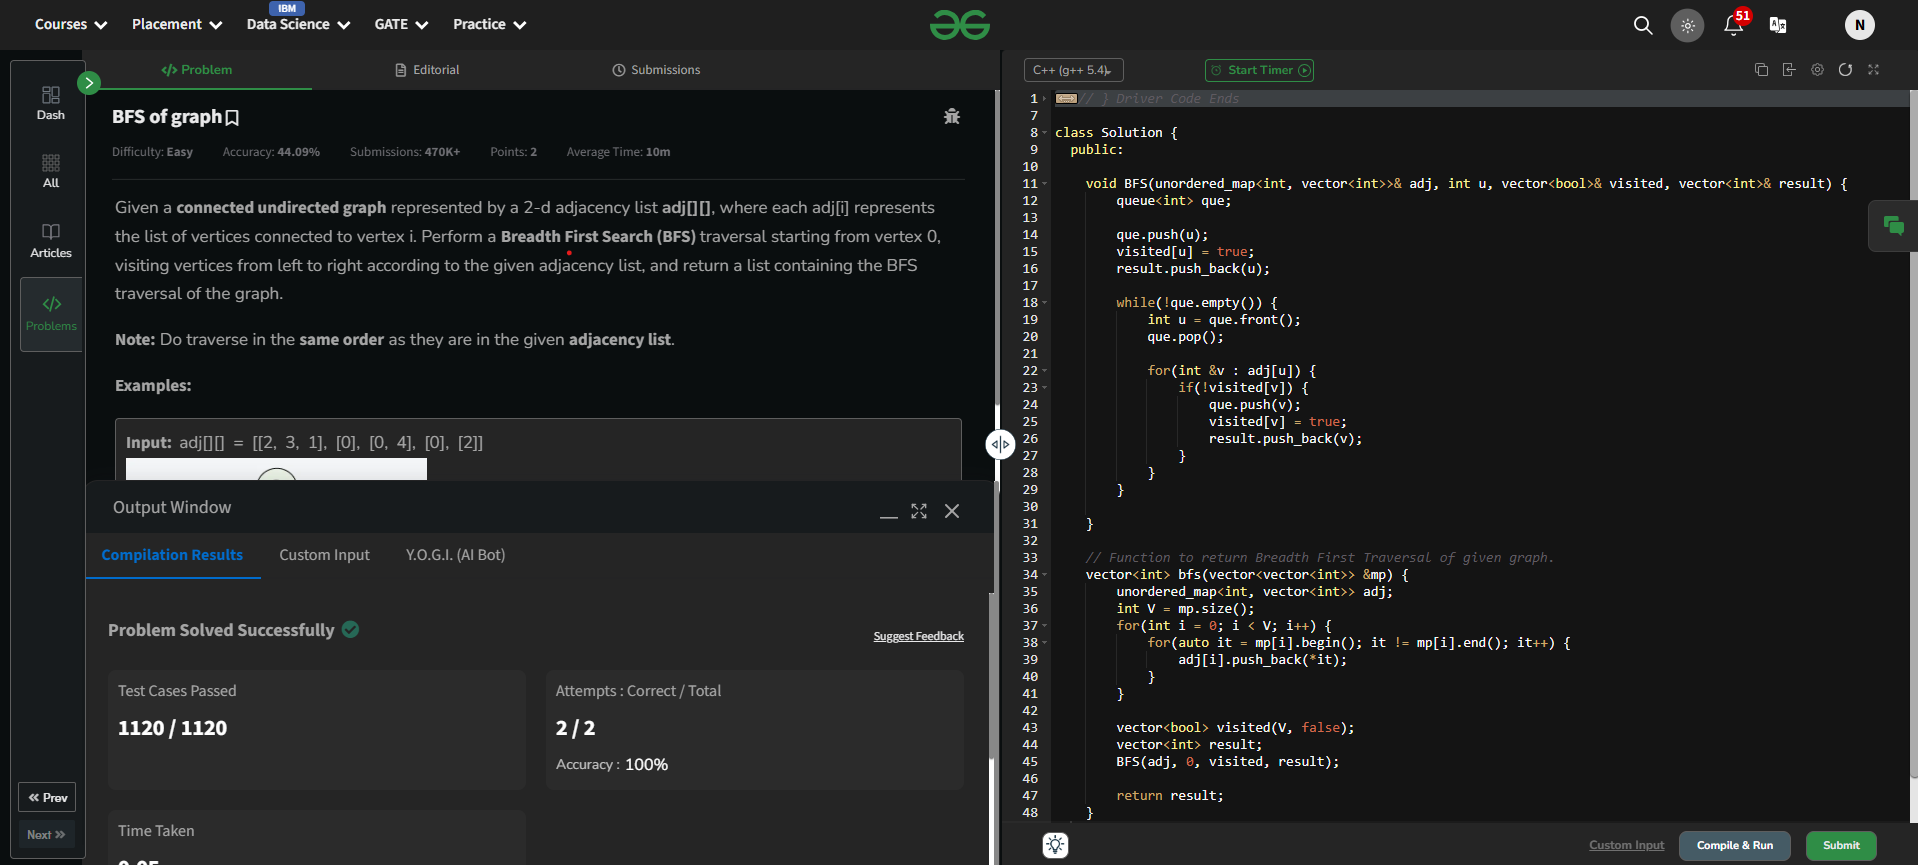 Courses
Placement
IBM
Data Science
GATE
Practice
51
N
Dash
All
Articles
Problems
« Prev
Next »
</> Problem
Editorial
Submissions
BFS of graph
Difficulty: Easy
Accuracy: 44.09%
Submissions: 470K+
Points: 2
Average Time: 10m
Given a connected undirected graph represented by a 2-d adjacency list adj[][], where each adj[i] represents
the list of vertices connected to vertex i. Perform a Breadth First Search (BFS) traversal starting from vertex 0,
visiting vertices from left to right according to the given adjacency list, and return a list containing the BFS
traversal of the graph.
Note: Do traverse in the same order as they are in the given adjacency list.
Examples:
Input: adj[][] = [[2, 3, 1], [0], [0, 4], [0], [2]]
Output Window
Compilation Results
Custom Input
Y.O.G.I. (AI Bot)
Problem Solved Successfully
Suggest Feedback
Test Cases Passed
1120 / 1120
Attempts : Correct / Total
2 / 2
Accuracy : 100%
Time Taken
C++ (g++ 5.4)
Start Timer
1 // } Driver Code Ends
7
8 class Solution {
9   public:
10
11     void BFS(unordered_map<int, vector<int>>& adj, int u, vector<bool>& visited, vector<int>& result) {
12         queue<int> que;
13
14         que.push(u);
15         visited[u] = true;
16         result.push_back(u);
17
18         while(!que.empty()) {
19             int u = que.front();
20             que.pop();
21
22             for(int &v : adj[u]) {
23                 if(!visited[v]) {
24                     que.push(v);
25                     visited[v] = true;
26                     result.push_back(v);
27                 }
28             }
29         }
30
31     }
32
33     // Function to return Breadth First Traversal of given graph.
34     vector<int> bfs(vector<vector<int>> &mp) {
35         unordered_map<int, vector<int>> adj;
36         int V = mp.size();
37         for(int i = 0; i < V; i++) {
38             for(auto it = mp[i].begin(); it != mp[i].end(); it++) {
39                 adj[i].push_back(*it);
40             }
41         }
42
43         vector<bool> visited(V, false);
44         vector<int> result;
45         BFS(adj, 0, visited, result);
46
47         return result;
48     }
Custom Input
Compile & Run
Submit